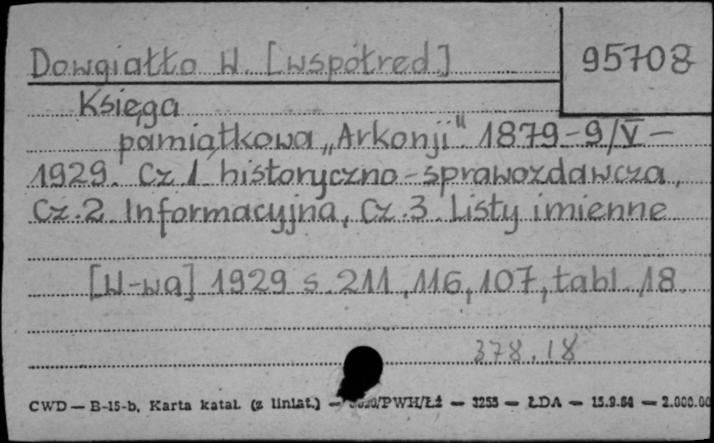 Dowgiałło W. [współred.]
95708
Księga
pamiątkowa „Arkonji" 1879-9/V-
1929. Cz 1 historyczno-sprawozdawcza,
Cz.2 Informacyjna, Cz.3 Listy imienne
[W-wa] 1929 s. 211, 116, 107, tabl. 18.
378.18
CWD — B-15-b. Karta katal. (z liniat.) — /PWH/Łż — 3253 — ŁDA — 15.9.64 — 2.000.00